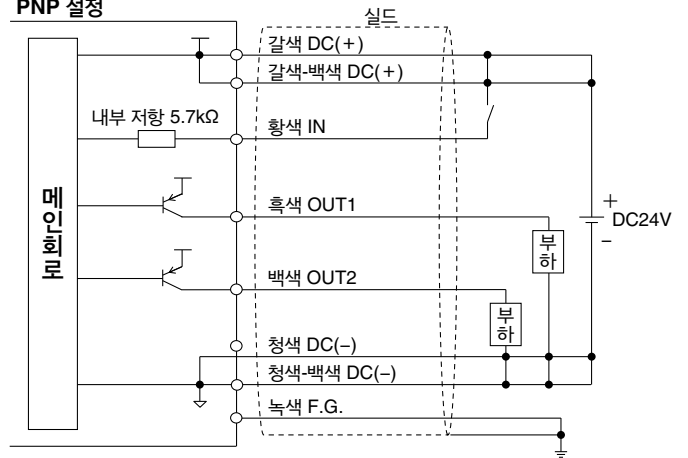 PNP 설정
실드
갈색 DC(+)
갈색-백색 DC(+)
내부 저항 5.7kΩ
황색 IN
메인회로
흑색 OUT1
+
DC24V
−
부하
백색 OUT2
부하
청색 DC(−)
청색-백색 DC(−)
녹색 F.G.